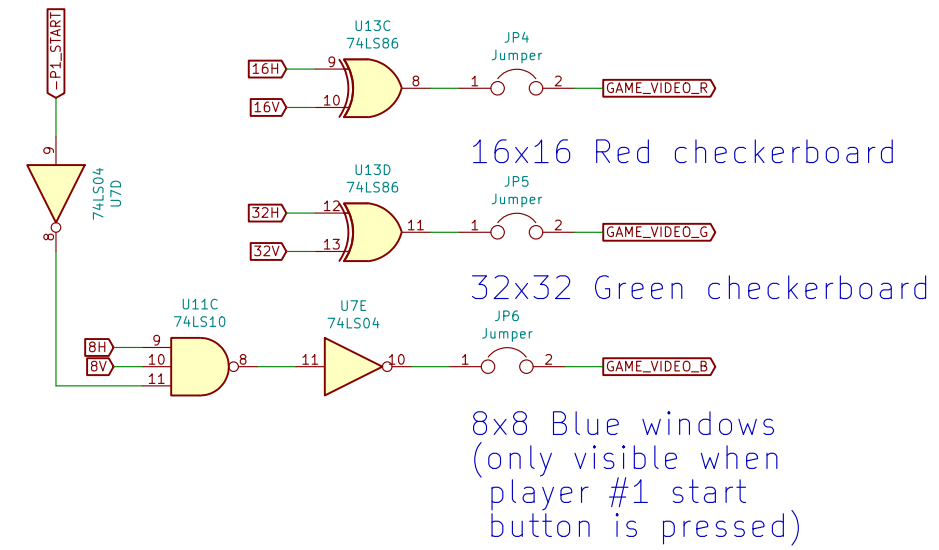 -P1_START
9
74LS04
U7D
8
U13C
74LS86
16H
9
16V
10
8
JP4
Jumper
1
2
GAME_VIDEO_R
16x16 Red checkerboard
U13D
74LS86
32H
12
32V
13
11
JP5
Jumper
1
2
GAME_VIDEO_G
32x32 Green checkerboard
U11C
74LS10
8H
9
8V
10
11
8
U7E
74LS04
11
10
JP6
Jumper
1
2
GAME_VIDEO_B
8x8 Blue windows
(only visible when
player #1 start
button is pressed)